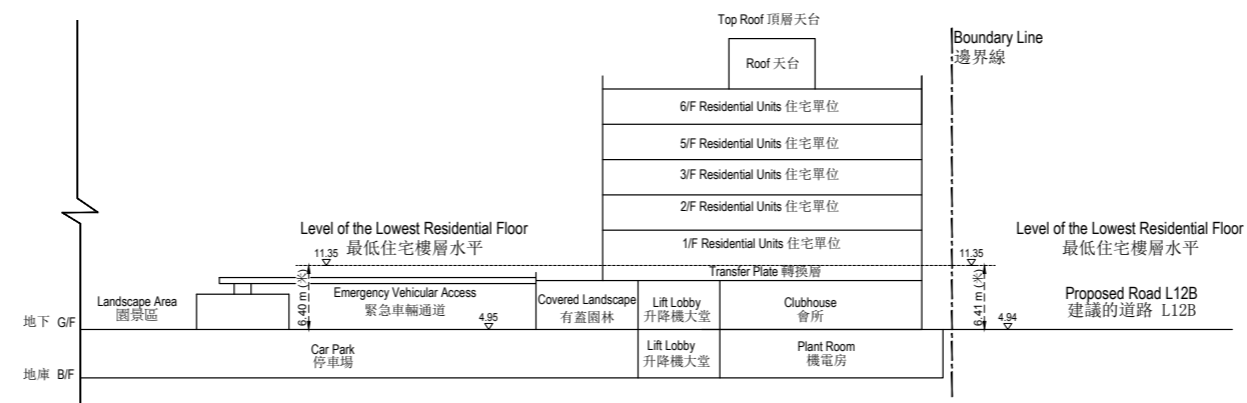 Top Roof 頂層天台
Boundary Line
邊界線
Roof 天台
6/F Residential Units 住宅單位
5/F Residential Units 住宅單位
3/F Residential Units 住宅單位
2/F Residential Units 住宅單位
1/F Residential Units 住宅單位
Level of the Lowest Residential Floor
最低住宅樓層水平
11.35
Level of the Lowest Residential Floor
最低住宅樓層水平
11.35
Transfer Plate 轉換層
6.40 m (米)
Landscape Area
園景區
Emergency Vehicular Access
緊急車輛通道
4.95
Covered Landscape
有蓋園林
Lift Lobby
升降機大堂
Clubhouse
會所
6.41 m (米)
4.94
Proposed Road L12B
建議的道路 L12B
地下 G/F
Car Park
停車場
Lift Lobby
升降機大堂
Plant Room
機電房
地庫 B/F